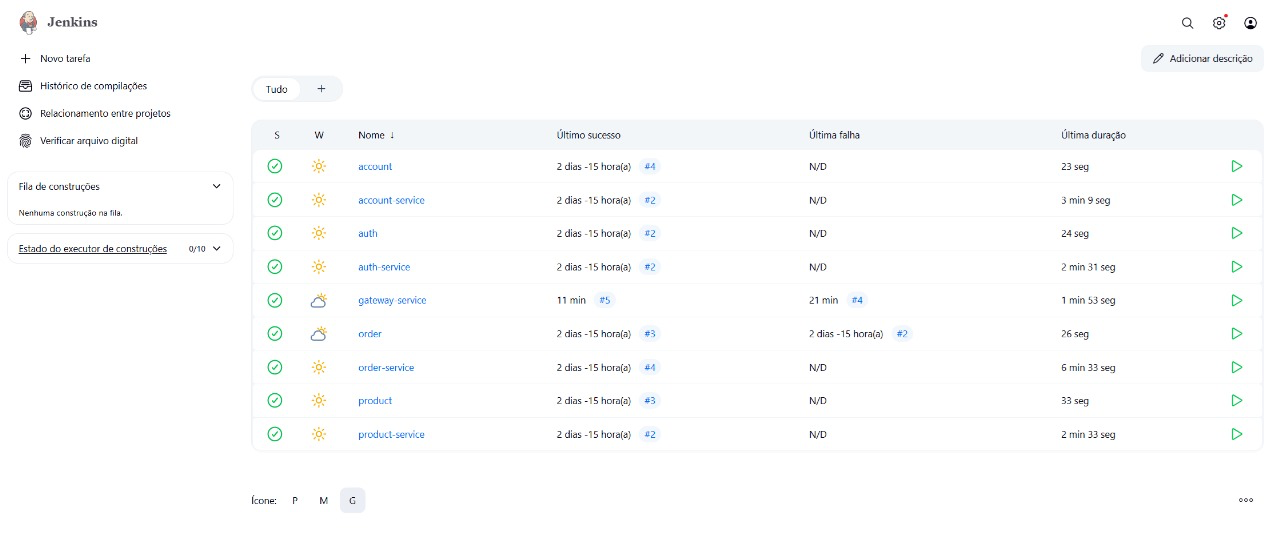 Jenkins
Novo tarefa
Histórico de compilações
Relacionamento entre projetos
Verificar arquivo digital
Fila de construções
Nenhuma construção na fila.
Estado do executor de construções 0/10
Adicionar descrição
Tudo +
S W Nome ↓ Último sucesso Última falha Última duração
account 2 dias -15 hora(a) #4 N/D 23 seg
account-service 2 dias -15 hora(a) #2 N/D 3 min 9 seg
auth 2 dias -15 hora(a) #2 N/D 24 seg
auth-service 2 dias -15 hora(a) #2 N/D 2 min 31 seg
gateway-service 11 min #5 21 min #4 1 min 53 seg
order 2 dias -15 hora(a) #3 2 dias -15 hora(a) #2 26 seg
order-service 2 dias -15 hora(a) #4 N/D 6 min 33 seg
product 2 dias -15 hora(a) #3 N/D 33 seg
product-service 2 dias -15 hora(a) #2 N/D 2 min 33 seg
Ícone: P M G